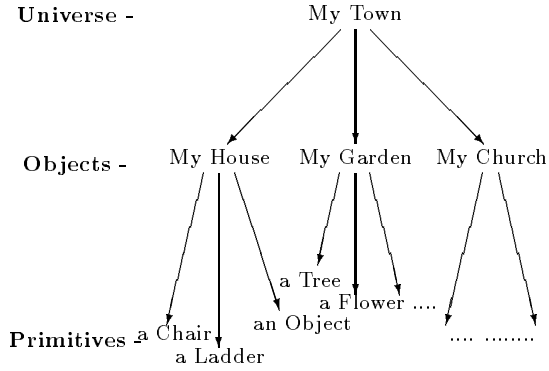 Universe - My Town
Objects - My House My Garden My Church
a Tree
a Flower ....
an Object
Primitives - a Chair .... ........
a Ladder